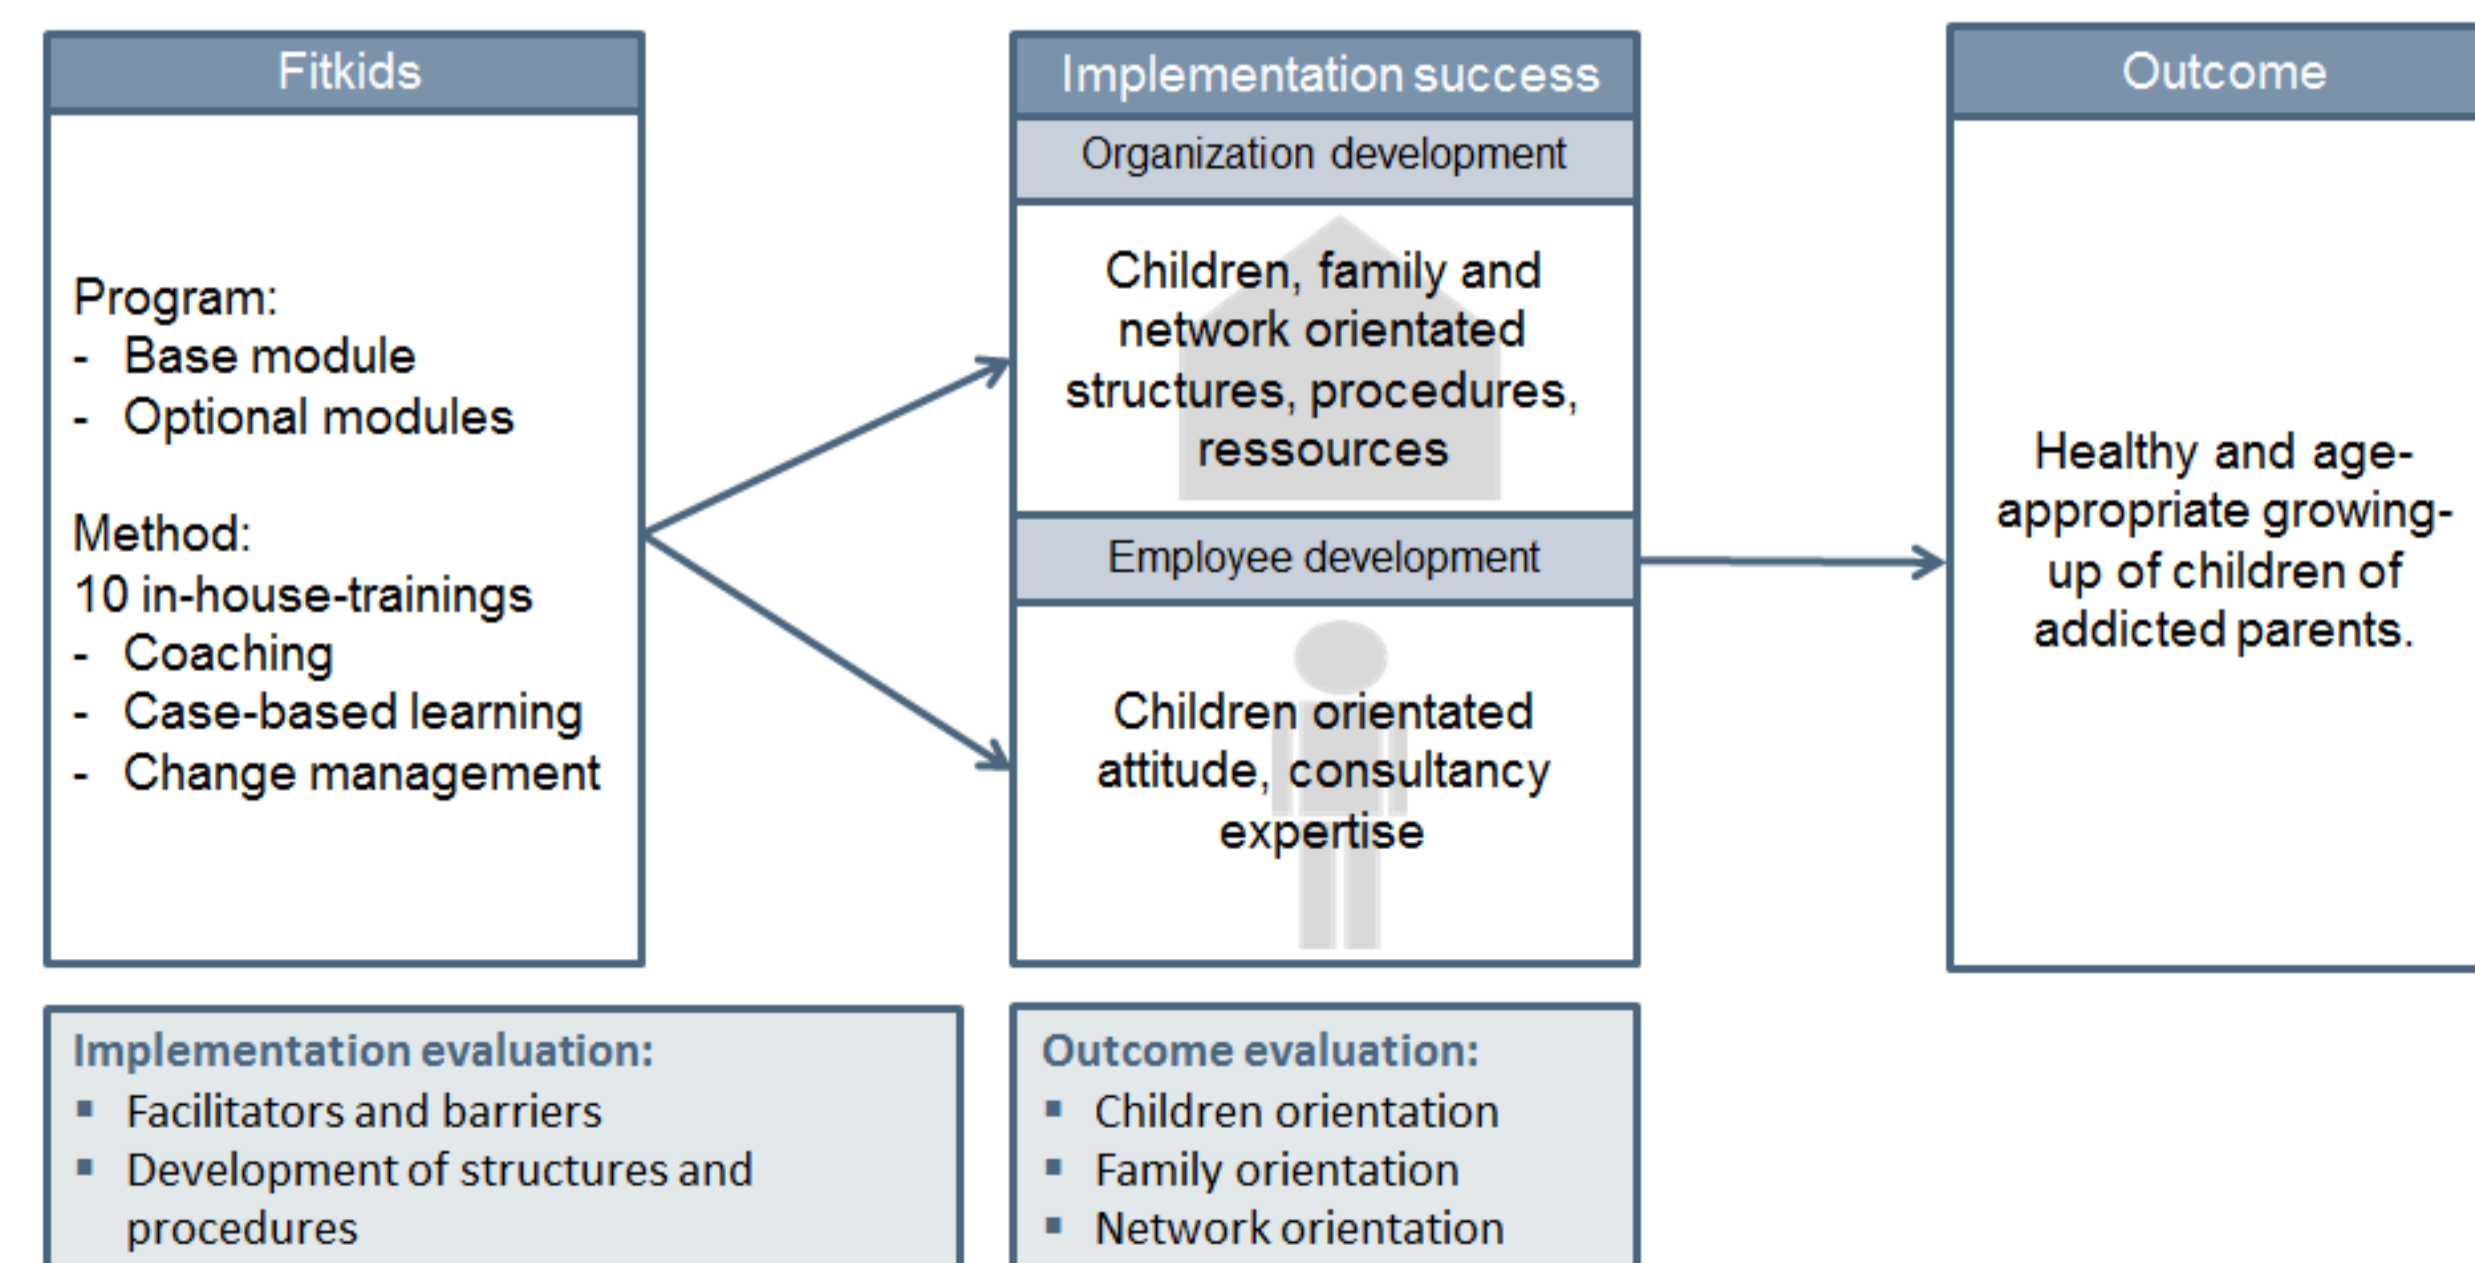 Fitkids
Program:
- Base module
- Optional modules
Method:
10 in-house-trainings
- Coaching
- Case-based learning
- Change management
Implementation success
Organization development
Children, family and
network orientated
structures, procedures,
ressources
Employee development
Children orientated
attitude, consultancy
expertise
Outcome
Healthy and age-
appropriate growing-
up of children of
addicted parents.
Implementation evaluation:
▪ Facilitators and barriers
▪ Development of structures and
procedures
Outcome evaluation:
▪ Children orientation
▪ Family orientation
▪ Network orientation